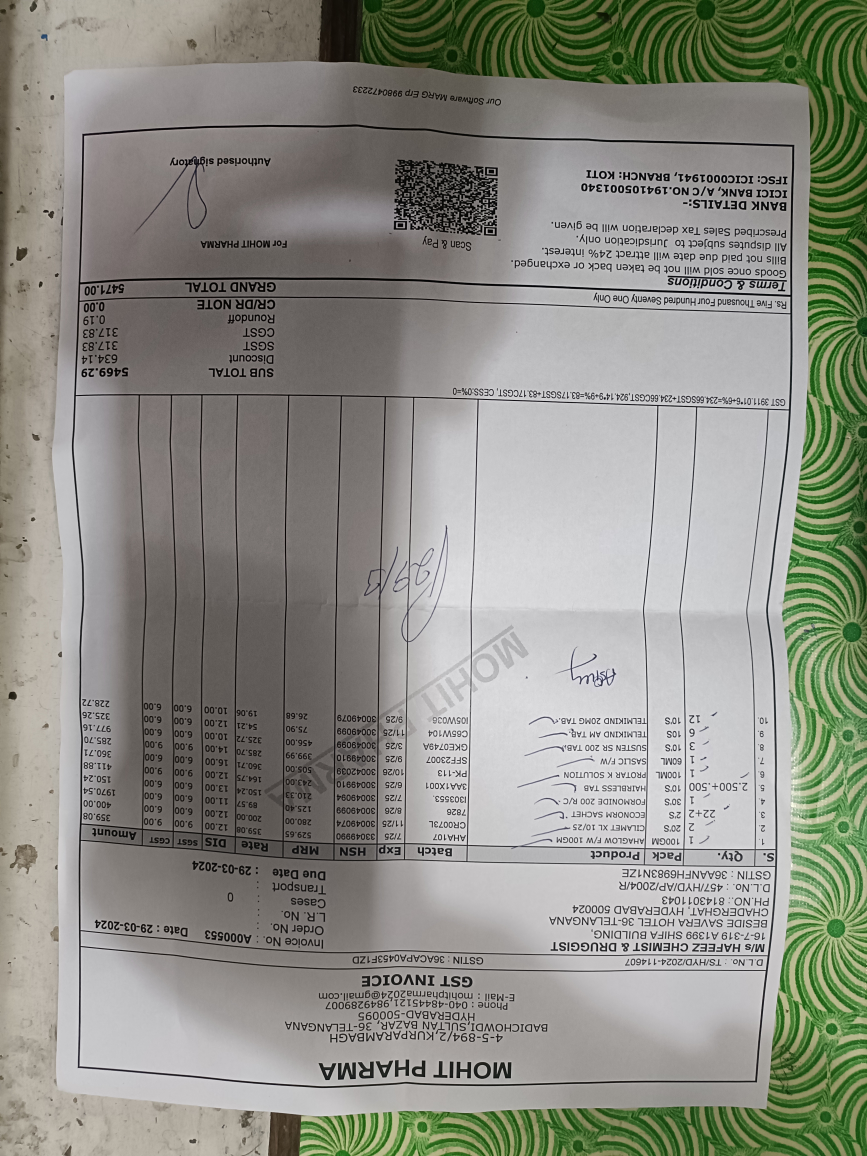 MOHIT PHARMA
4-5-894/2,KURPARAMBAGH
BADICHOWDI,SULTAN BAZAR, 36-TELANGANA
HYDERABAD-500095
Phone : 040-48445121,9849289007
E-Mail : mohitpharma2024@gmail.com
GST INVOICE
D.L.No. : TS/HYD/2024-114607 GSTIN : 36ACAPA0453F1ZD
M/s HAFEEZ CHEMIST & DRUGGIST
16-7-319 A1399 SHIFA BUILDING,
BESIDE SAVERA HOTEL 36-TELANGANA
CHADERGHAT, HYDERABAD 500024
PH.NO.: 8143011043
D.L.No.: 457/HYD/AP/2004/R
GSTIN : 36AANFH6983N1ZE
Invoice No. : A000553 Date : 29-03-2024
Order No. :
L.R. No. :
Cases : 0
Transport :
Due Date : 29-03-2024
S. Qty. Pack Product Batch Exp HSN MRP Rate DIS SGST CGST Amount
1. 1 100GM AHAGLOW F/W 100GM AHA107 7/25 33049990 529.65 359.08 12.00 9.00 9.00 359.08
2. 2 20'S CILAMET XL 10/25 11/25 30049074 280.00 200.00 12.00 6.00 6.00 400.00
3. 22+2 2'S ECONORM SACHET 7826 8/26 30049099 125.40 89.57 11.00 6.00 6.00 1970.54
4. 1 30'S FORMONIDE 200 R/C I303553 7/25 30049094 210.33 150.24 12.00 6.00 6.00 150.24
5. 2.500+.500 10'S HAIRBLESS TAB 3AA1X001 6/25 30049910 243.00 164.75 13.00 6.00 6.00 411.88
6. 1 100ML PROTAR K SOLUTION PK-113 10/26 30042039 505.00 360.71 12.00 9.00 9.00 360.71
7. 1 60ML SASLIC F/W SFF23007 9/25 30049911 399.99 285.70 14.00 9.00 9.00 285.70
8. 3 10'S SUSTEN SR 200 TAB GKE0749A 3/25 30049099 456.00 325.72 10.00 6.00 6.00 977.16
9. 6 10'S TELMIKIND AM TAB C65VV104 11/25 30049099 75.90 54.21 12.00 6.00 6.00 325.26
10. 12 10'S TELMIKIND 20MG TAB. I05W036 9/25 30049079 26.68 19.06 10.00 6.00 6.00 228.72
MOHIT PHARMA
29/3
GST 3911.01*6+6%=234.66SGST+234.66CGST,924.14*9+9%=83.17SGST+83.17CGST, CESS:0%=0
SUB TOTAL 5469.29
Discount 634.14
SGST 317.83
CGST 317.83
Roundoff 0.19
CR/DR NOTE 0.00
GRAND TOTAL 5471.00
Rs. Five Thousand Four Hundred Seventy One Only
Terms & Conditions
Goods once sold will not be taken back or exchanged.
Bills not paid due date will attract 24% interest.
All disputes subject to Jurisdication only.
Prescribed Sales Tax declaration will be given.
Scan & Pay
For MOHIT PHARMA
BANK DETAILS:-
ICICI BANK, A/C NO.194105001340
IFSC: ICIC0001941, BRANCH: KOTI
Authorised signatory
Our Software MARG Erp 9980472233